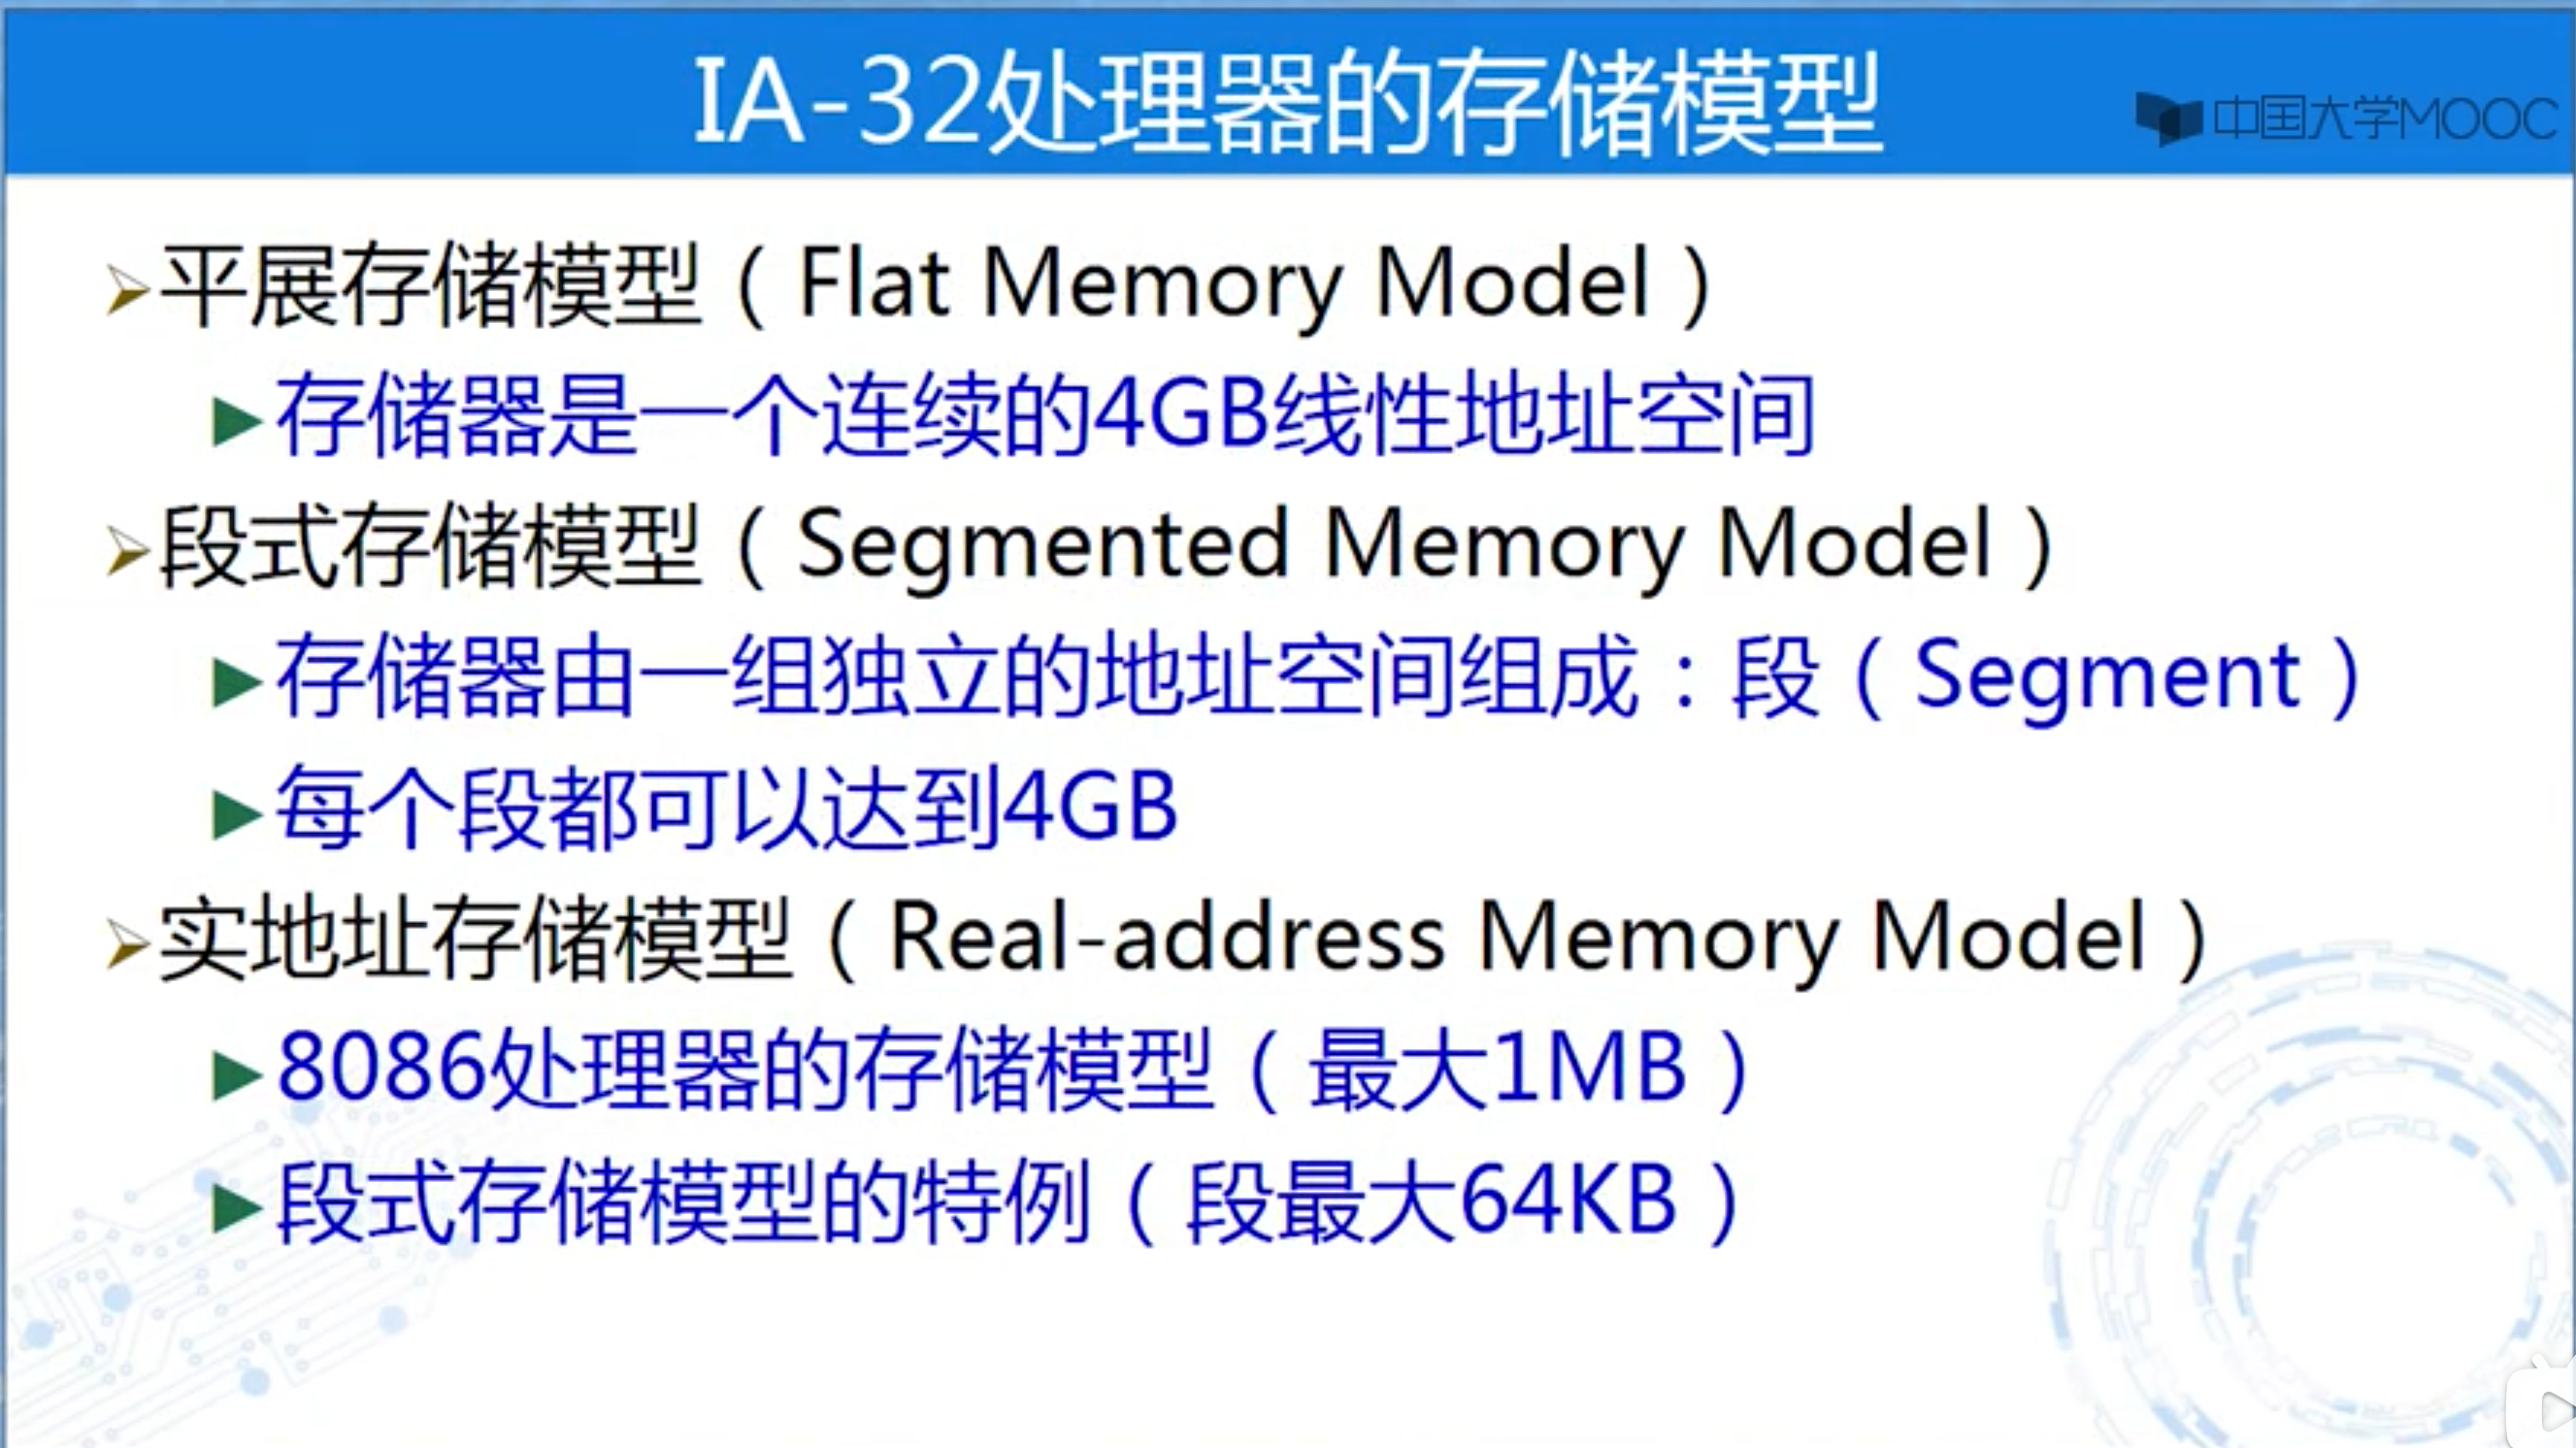 IA-32处理器的存储模型
中国大学MOOC
平展存储模型（Flat Memory Model）
存储器是一个连续的4GB线性地址空间
段式存储模型（Segmented Memory Model）
存储器由一组独立的地址空间组成：段（Segment）
每个段都可以达到4GB
实地址存储模型（Real-address Memory Model）
8086处理器的存储模型（最大1MB）
段式存储模型的特例（段最大64KB）